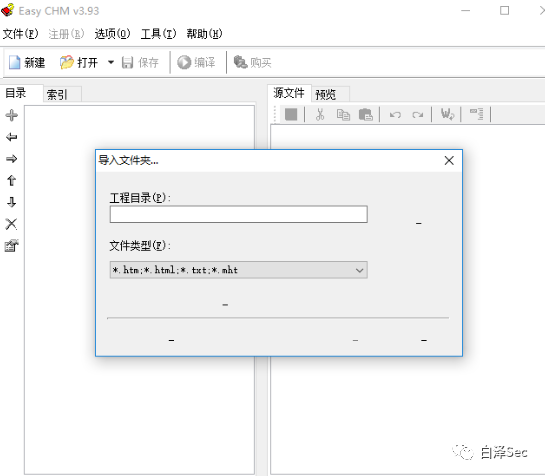 Easy CHM v3.93
文件(F) 注册(R) 选项(O) 工具(T) 帮助(H)
新建 打开 保存 编译 购买
目录 索引
源文件 预览
导入文件夹...
工程目录(P):
文件类型(E):
*.htm;*.html;*.txt;*.mht
白泽Sec